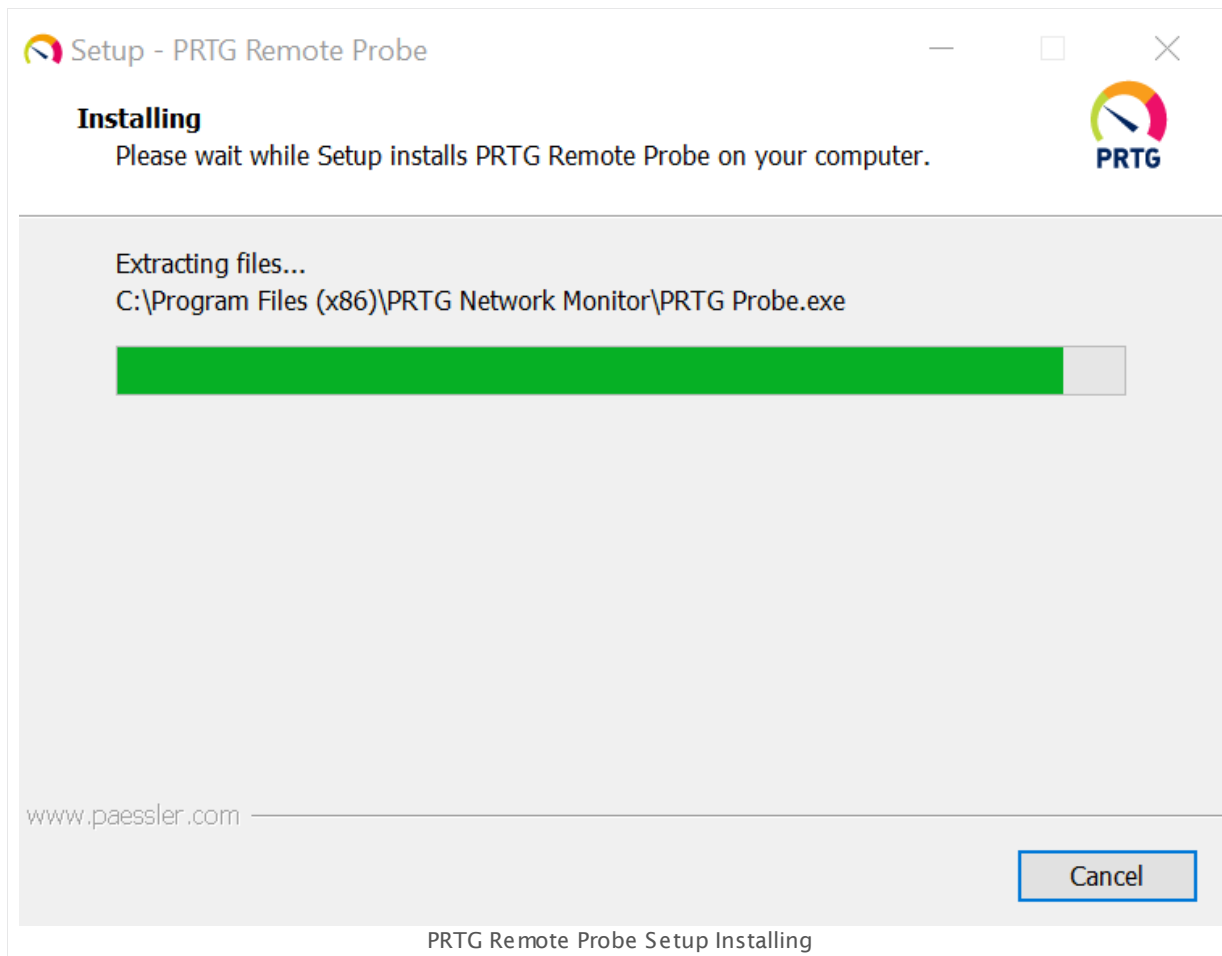 Setup - PRTG Remote Probe
Installing
Please wait while Setup installs PRTG Remote Probe on your computer.
PRTG
Extracting files...
C:\Program Files (x86)\PRTG Network Monitor\PRTG Probe.exe
www.paessler.com
Cancel
PRTG Remote Probe Setup Installing